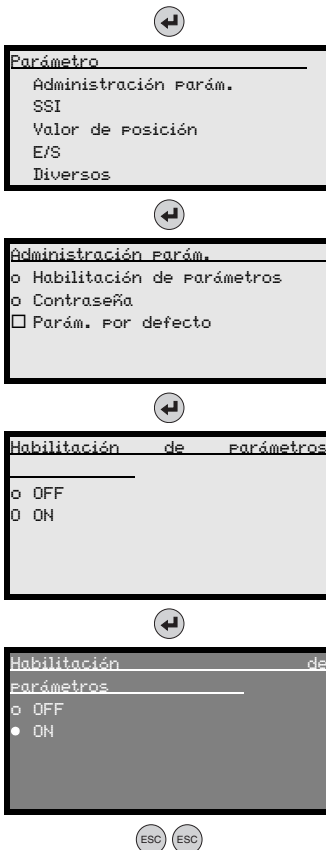 Parámetro
Administración parám.
SSI
Valor de posición
E/S
Diversos
Administración parám.
o Habilitación de parámetros
o Contraseña
☐ Parám. por defecto
Habilitación de parámetros
o OFF
O ON
Habilitación de
parámetros
o OFF
● ON
ESC ESC